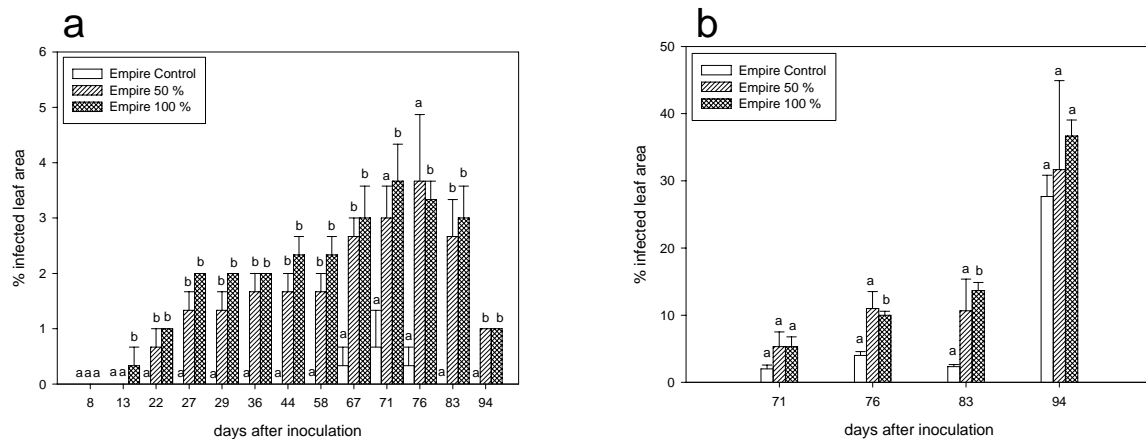 a
6
5
4
3
2
1
0
% infected leaf area
Empire Control
Empire 50 %
Empire 100 %
a a a
a a b
a b b
a b b
a b b
a b b
a b b
a b b
a b b
a a b
a a b
a b b
a b b
8 13 22 27 29 36 44 58 67 71 76 83 94
days after inoculation
b
50
40
30
20
10
0
% infected leaf area
Empire Control
Empire 50 %
Empire 100 %
a a a
a a b
a a b
a a a
71 76 83 94
days after inoculation